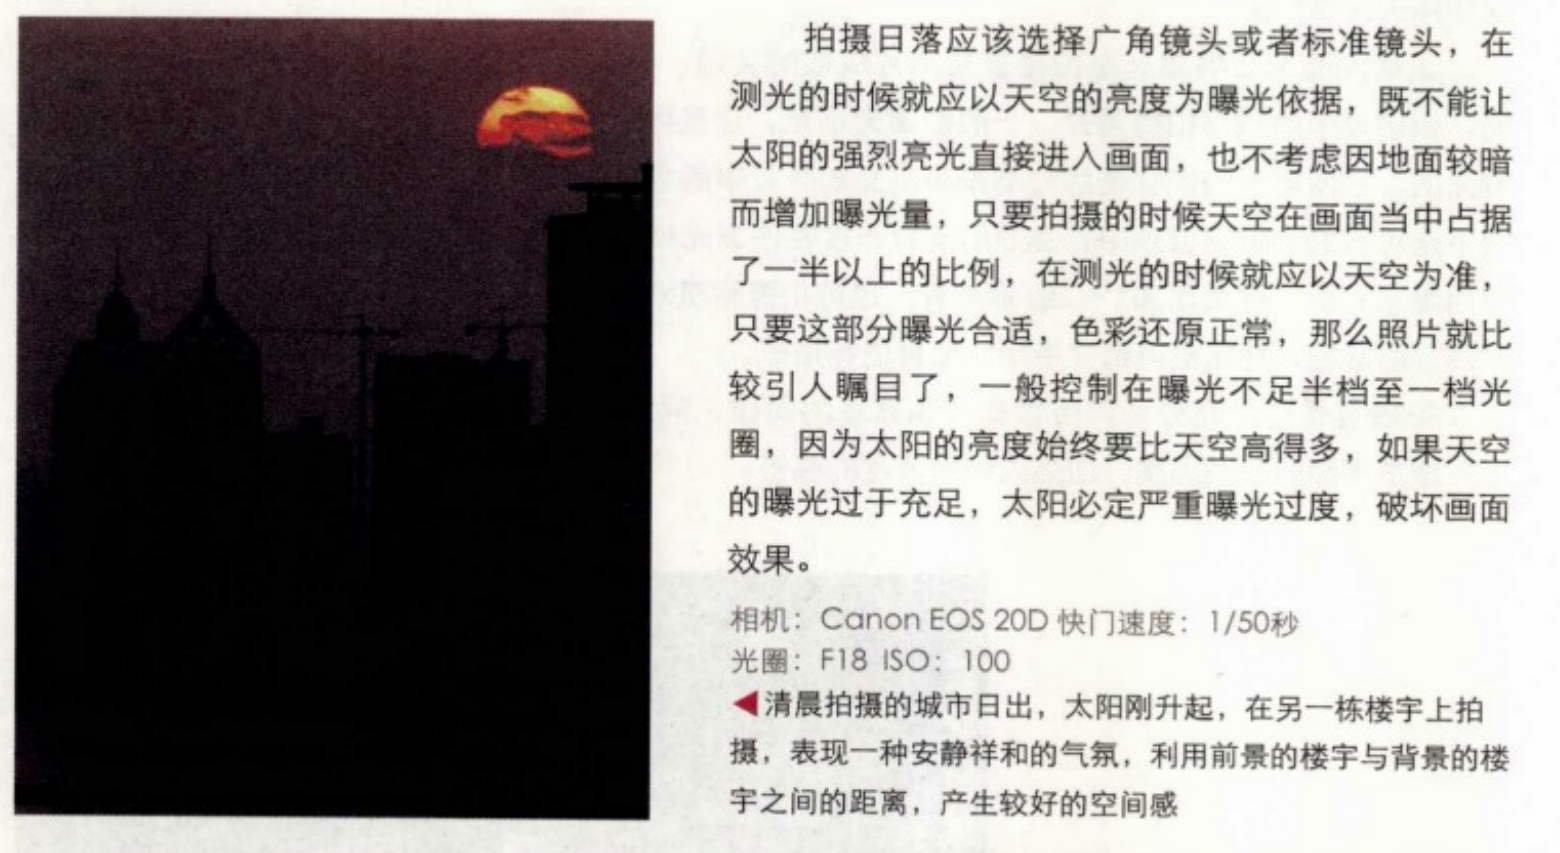 拍摄日落应该选择广角镜头或者标准镜头，在
测光的时候就应以天空的亮度为曝光依据，既不能让
太阳的强烈亮光直接进入画面，也不考虑因地面较暗
而增加曝光量，只要拍摄的时候天空在画面当中占据
了一半以上的比例，在测光的时候就应以天空为准，
只要这部分曝光合适，色彩还原正常，那么照片就比
较引人瞩目了，一般控制在曝光不足半档至一档光
圈，因为太阳的亮度始终要比天空高得多，如果天空
的曝光过于充足，太阳必定严重曝光过度，破坏画面
效果。
相机：Canon EOS 20D 快门速度：1/50秒
光圈：F18 ISO：100
◀清晨拍摄的城市日出，太阳刚升起，在另一栋楼宇上拍
摄，表现一种安静祥和的气氛，利用前景的楼宇与背景的楼
宇之间的距离，产生较好的空间感